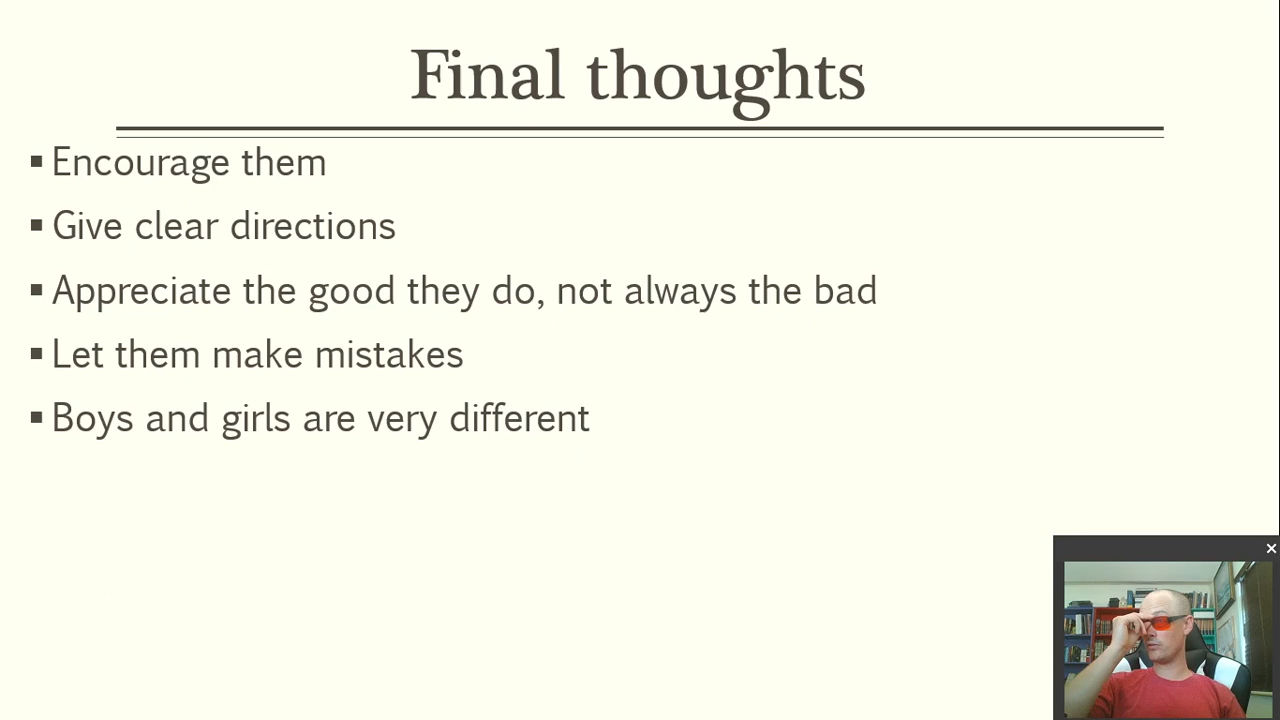 Final thoughts
Encourage them
Give clear directions
Appreciate the good they do, not always the bad
Let them make mistakes
Boys and girls are very different